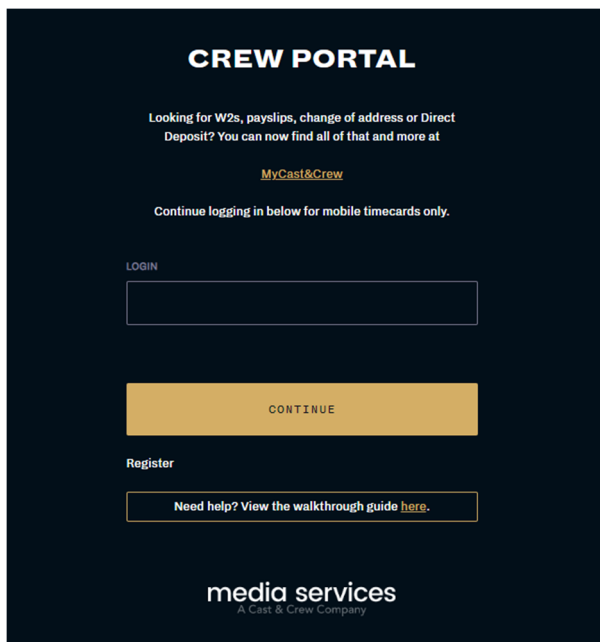 CREW PORTAL
Looking for W2s, payslips, change of address or Direct
Deposit? You can now find all of that and more at
MyCast&Crew
Continue logging in below for mobile timecards only.
LOGIN
CONTINUE
Register
Need help? View the walkthrough guide here.
media services
A Cast & Crew Company